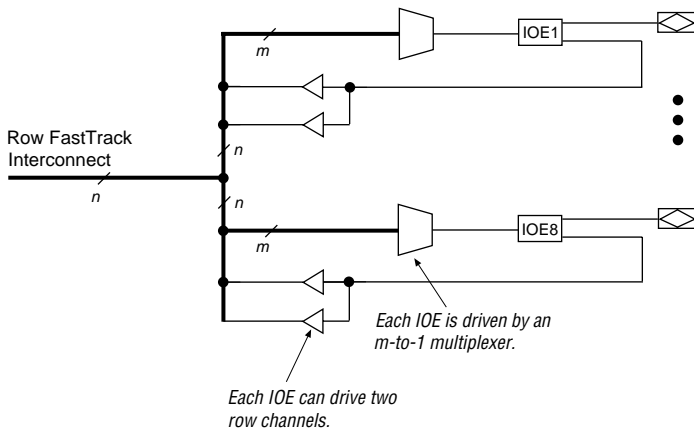 m
IOE1
Row FastTrack
Interconnect
n
n
n
m
IOE8
Each IOE is driven by an
m-to-1 multiplexer.
Each IOE can drive two
row channels.